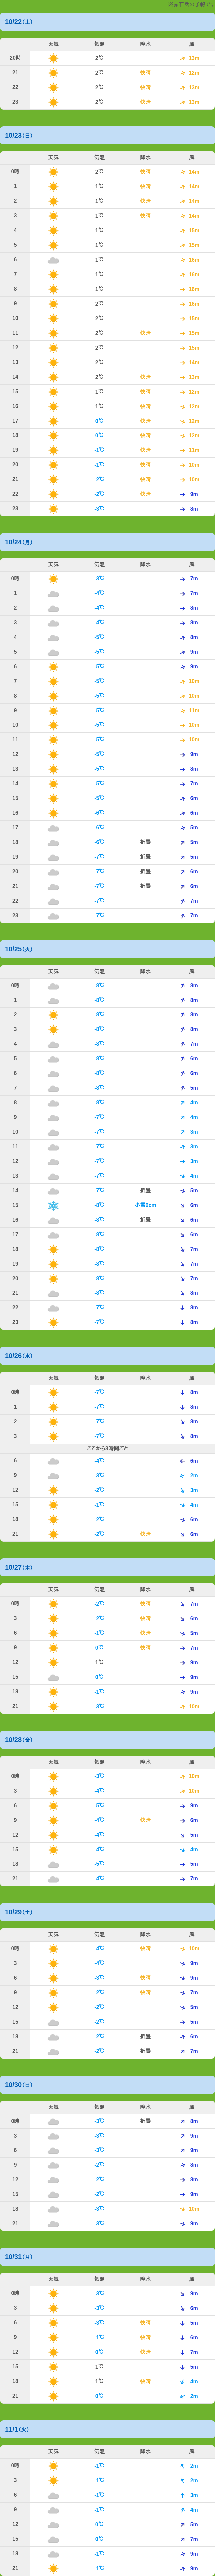 10/22(土)
天気 気温 降水 風
20時 2℃ 13m
21 2℃ 快晴 12m
22 2℃ 快晴 13m
23 2℃ 快晴 13m
10/23(日)
天気 気温 降水 風
0時 2℃ 快晴 14m
1 1℃ 快晴 14m
2 1℃ 快晴 14m
3 1℃ 快晴 14m
4 1℃ 15m
5 1℃ 15m
6 1℃ 16m
7 1℃ 16m
8 1℃ 16m
9 2℃ 16m
10 2℃ 15m
11 2℃ 快晴 15m
12 2℃ 15m
13 2℃ 14m
14 2℃ 快晴 13m
15 1℃ 快晴 12m
16 1℃ 快晴 12m
17 0℃ 快晴 12m
18 0℃ 快晴 12m
19 -1℃ 快晴 11m
20 -1℃ 快晴 10m
21 -2℃ 快晴 10m
22 -2℃ 快晴 9m
23 -3℃ 8m
10/24(月)
天気 気温 降水 風
0時 -3℃ 7m
1 -4℃ 7m
2 -4℃ 8m
3 -4℃ 8m
4 -5℃ 8m
5 -5℃ 9m
6 -5℃ 9m
7 -5℃ 10m
8 -5℃ 10m
9 -5℃ 11m
10 -5℃ 10m
11 -5℃ 10m
12 -5℃ 9m
13 -5℃ 8m
14 -5℃ 7m
15 -5℃ 6m
16 -6℃ 6m
17 -6℃ 5m
18 -6℃ 折曇 5m
19 -7℃ 折曇 5m
20 -7℃ 折曇 6m
21 -7℃ 折曇 6m
22 -7℃ 7m
23 -7℃ 7m
10/25(火)
天気 気温 降水 風
0時 -8℃ 8m
1 -8℃ 8m
2 -8℃ 8m
3 -8℃ 8m
4 -8℃ 7m
5 -8℃ 6m
6 -8℃ 6m
7 -8℃ 5m
8 -8℃ 4m
9 -7℃ 4m
10 -7℃ 3m
11 -7℃ 3m
12 -7℃ 3m
13 -7℃ 4m
14 -7℃ 折曇 5m
15 -8℃ 小雪0cm 6m
16 -8℃ 折曇 6m
17 -8℃ 6m
18 -8℃ 7m
19 -8℃ 7m
20 -8℃ 7m
21 -8℃ 8m
22 -7℃ 8m
23 -7℃ 8m
10/26(水)
天気 気温 降水 風
0時 -7℃ 8m
1 -7℃ 8m
2 -7℃ 8m
3 -7℃ 8m
ここから3時間ごと
6 -4℃ 6m
9 -3℃ 2m
12 -2℃ 3m
15 -1℃ 4m
18 -2℃ 6m
21 -2℃ 快晴 6m
10/27(木)
天気 気温 降水 風
0時 -2℃ 快晴 7m
3 -2℃ 快晴 6m
6 -1℃ 快晴 5m
9 0℃ 快晴 7m
12 1℃ 9m
15 0℃ 9m
18 -1℃ 9m
21 -3℃ 10m
10/28(金)
天気 気温 降水 風
0時 -3℃ 10m
3 -4℃ 10m
6 -5℃ 9m
9 -4℃ 快晴 6m
12 -4℃ 5m
15 -4℃ 4m
18 -5℃ 5m
21 -4℃ 7m
10/29(土)
天気 気温 降水 風
0時 -4℃ 快晴 10m
3 -4℃ 9m
6 -3℃ 快晴 9m
9 -2℃ 快晴 7m
12 -2℃ 5m
15 -2℃ 5m
18 -2℃ 折曇 6m
21 -2℃ 折曇 7m
10/30(日)
天気 気温 降水 風
0時 -3℃ 折曇 8m
3 -3℃ 9m
6 -3℃ 9m
9 -2℃ 8m
12 -2℃ 8m
15 -2℃ 9m
18 -3℃ 10m
21 -3℃ 9m
10/31(月)
天気 気温 降水 風
0時 -3℃ 9m
3 -3℃ 6m
6 -3℃ 快晴 5m
9 -1℃ 快晴 6m
12 0℃ 快晴 7m
15 1℃ 5m
18 1℃ 快晴 4m
21 0℃ 2m
11/1(火)
天気 気温 降水 風
0時 -1℃ 2m
3 -1℃ 2m
6 -1℃ 3m
9 -1℃ 4m
12 0℃ 5m
15 0℃ 7m
18 -1℃ 9m
21 -1℃ 9m